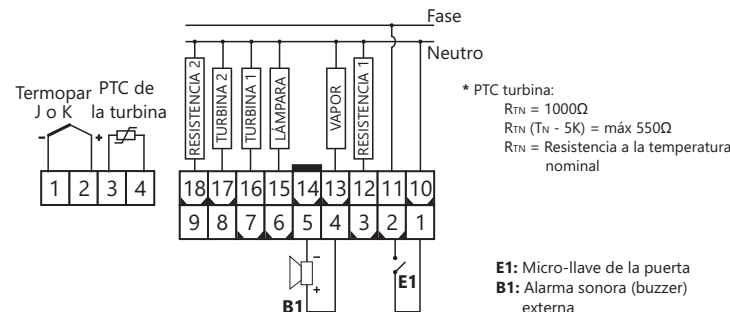 Fase
Neutro
RESISTENCIA 2
TURBINA 2
TURBINA 1
LÁMPARA
VAPOR
RESISTENCIA 1
Termopar
J o K
PTC de
la turbina
- + 
1 2 3 4
18 17 16 15 14 13 12 11 10
9 8 7 6 5 4 3 2 1
-
+
B1
E1
* PTC turbina:
RTN = 1000Ω
RTN (TN - 5K) = máx 550Ω
RTN = Resistencia a la temperatura
nominal
E1: Micro-llave de la puerta
B1: Alarma sonora (buzzer)
externa